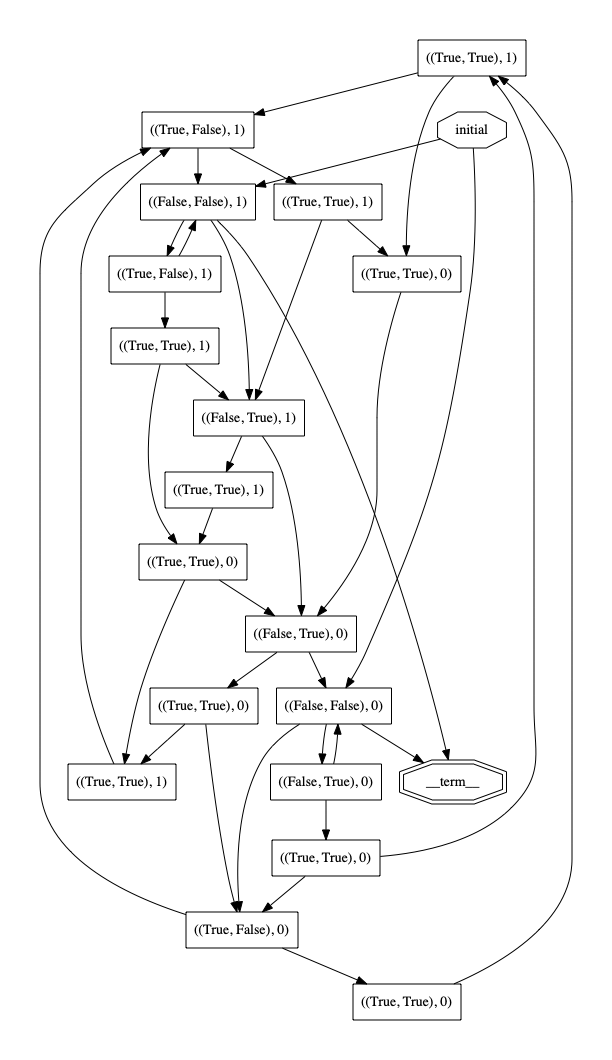 ((True, True), 1)
((True, False), 1)
initial
((False, False), 1)
((True, True), 1)
((True, False), 1)
((True, True), 0)
((True, True), 1)
((False, True), 1)
((True, True), 1)
((True, True), 0)
((False, True), 0)
((True, True), 0)
((False, False), 0)
((True, True), 1)
((False, True), 0)
__term__
((True, True), 0)
((True, False), 0)
((True, True), 0)